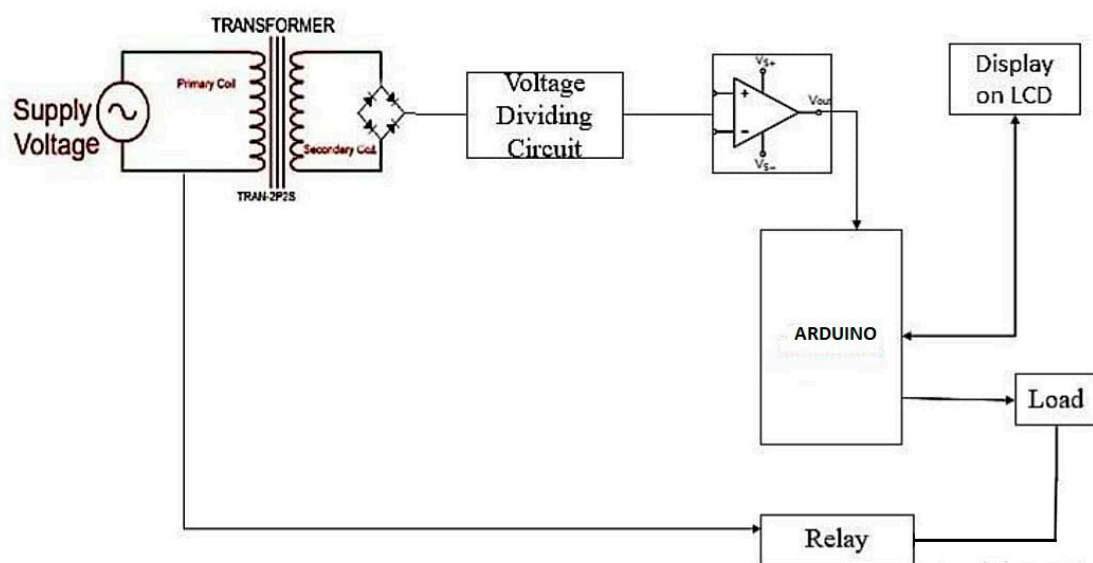 TRANSFORMER
Supply
Voltage
Primary Coil
Secondary Coil
TRAN-2P2S
Voltage
Dividing
Circuit
VS+
+
−
Vout
VS−
Display
on LCD
ARDUINO
Load
Relay